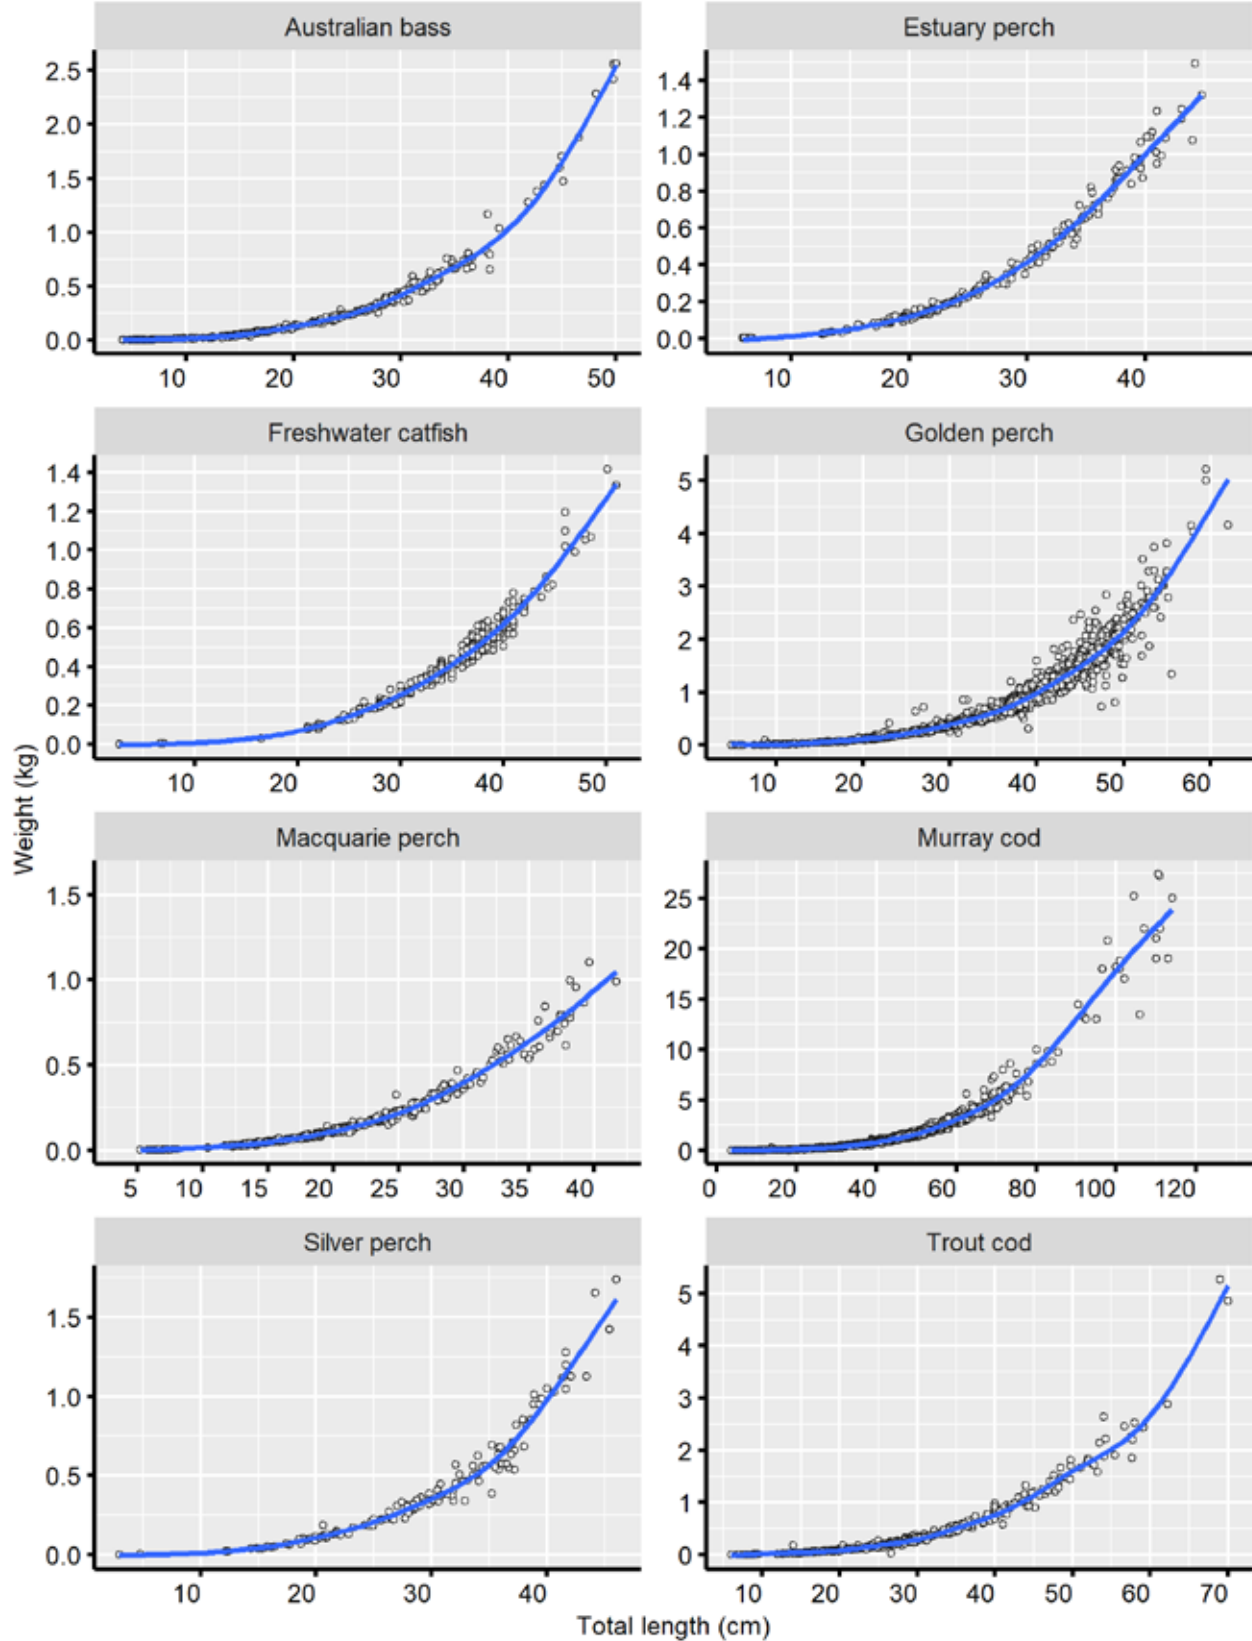 Australian bass
Estuary perch
2.5
2.0
1.5
1.0
0.5
0.0
10 20 30 40 50
1.4
1.2
1.0
0.8
0.6
0.4
0.2
0.0
10 20 30 40
Freshwater catfish
Golden perch
1.4
1.2
1.0
0.8
0.6
0.4
0.2
0.0
10 20 30 40 50
5
4
3
2
1
0
10 20 30 40 50 60
Weight (kg)
Macquarie perch
Murray cod
1.5
1.0
0.5
0.0
5 10 15 20 25 30 35 40
25
20
15
10
5
0
0 20 40 60 80 100 120
Silver perch
Trout cod
1.5
1.0
0.5
0.0
10 20 30 40
5
4
3
2
1
0
10 20 30 40 50 60 70
Total length (cm)